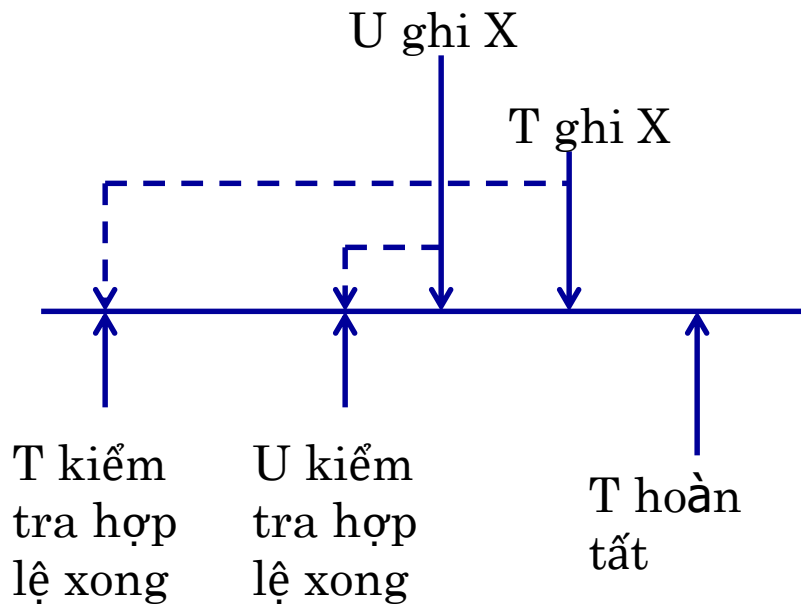 U ghi X
T ghi X
T kiểm
tra hợp
lệ xong
U kiểm
tra hợp
lệ xong
T hoàn
tất